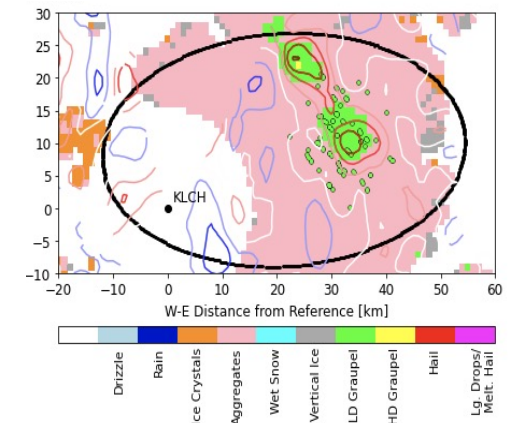 30
25
20
15
10
5
0
−5
−10
KLCH
−20 −10 0 10 20 30 40 50 60
W-E Distance from Reference [km]
Drizzle
Rain
ce Crystals
Aggregates
Wet Snow
Vertical Ice
LD Graupel
HD Graupel
Hail
Lg. Drops/
Melt. Hail